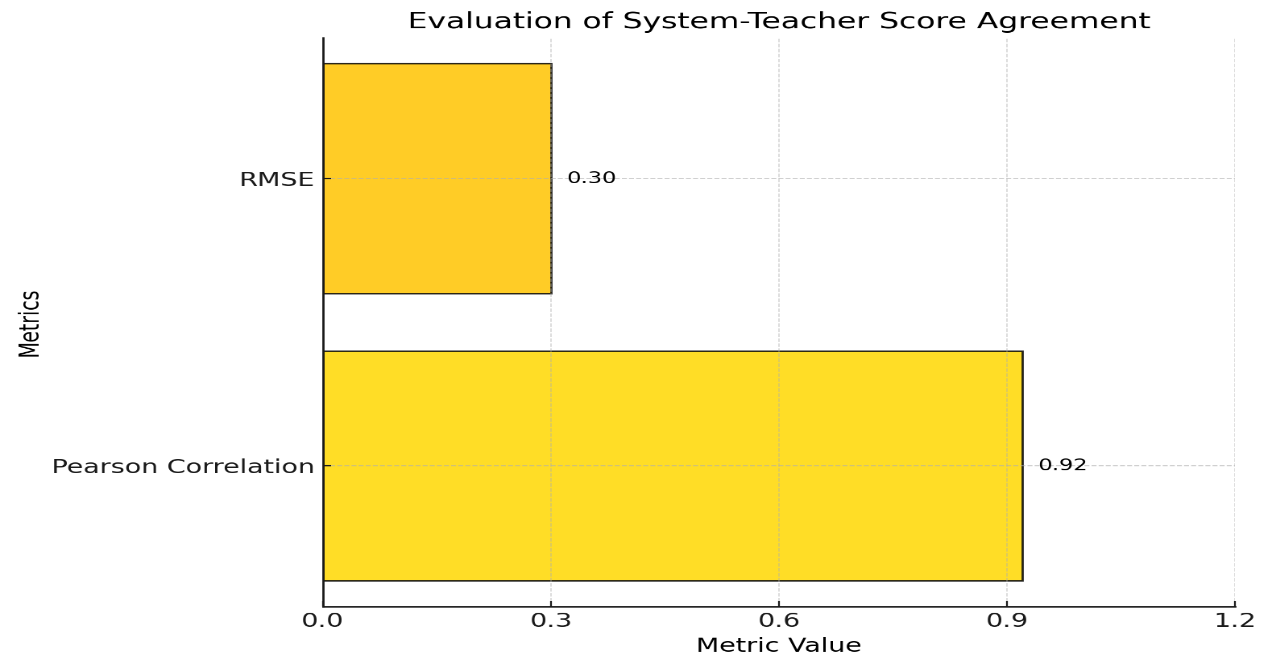 Evaluation of System-Teacher Score Agreement
RMSE
0.30
Metrics
Pearson Correlation
0.92
0.0 0.3 0.6 0.9 1.2
Metric Value